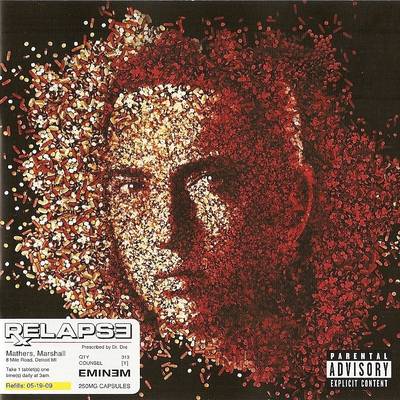 RELAPSE
Prescribed by Dr. Dre
Mathers, Marshall
8 Mile Road, Detroit MI
QTY 313
COUNSEL [Y]
Take 1 tablet(s) one
time(s) daily at 3am.
EMINEM
Refills: 05-19-09
250MG CAPSULES
PARENTAL
ADVISORY
EXPLICIT CONTENT